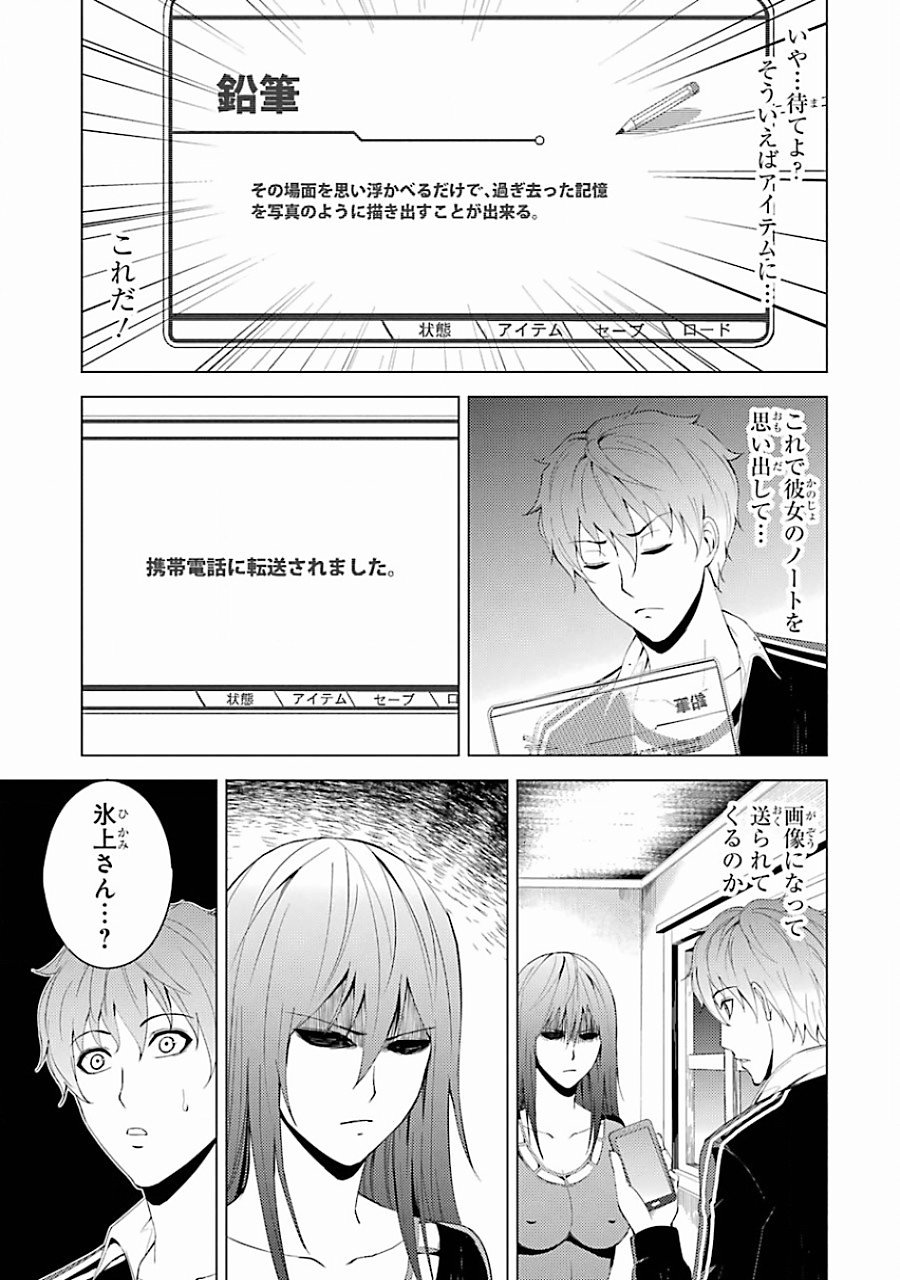 いや…待てよ?
そういえばアイテムに…
鉛筆
その場面を思い浮かべるだけで、過ぎ去った記憶
を写真のように描き出すことが出来る。
状態 アイテム セーブ ロード
これだ!
これで彼女のノートを
思い出して…
鉛筆
携帯電話に転送されました。
状態 アイテム セーブ ロ
画像になって
送られて
くるのか
氷上さん…?